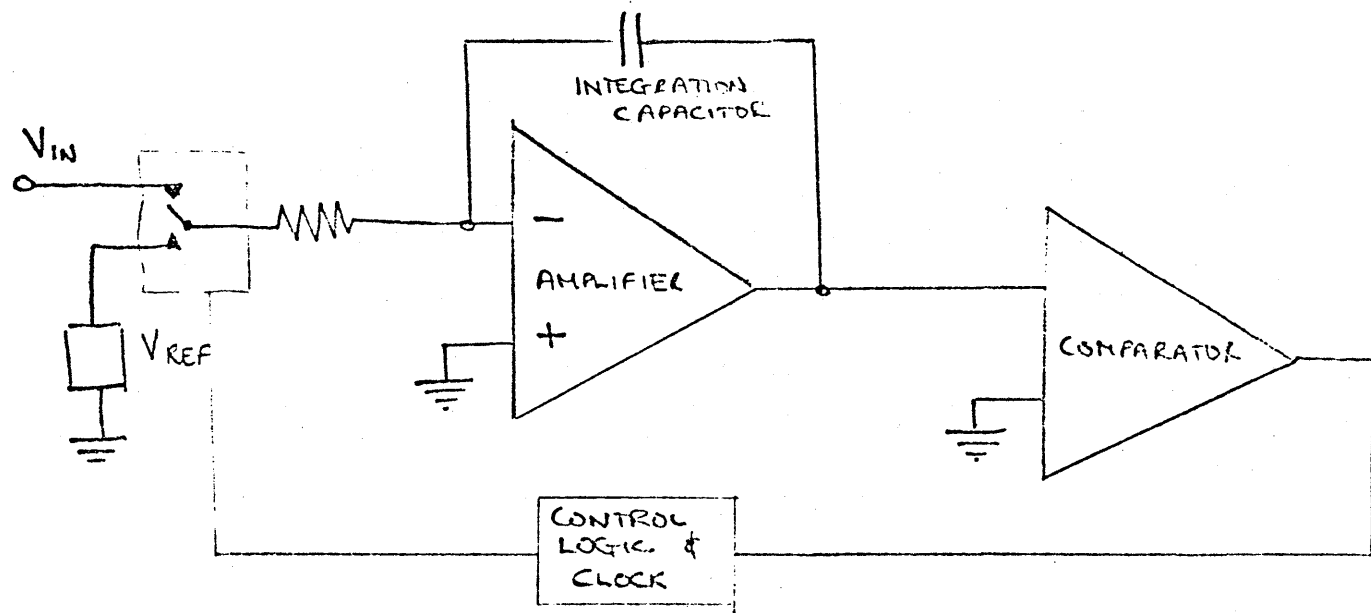 INTEGRATION
CAPACITOR
VIN
-
AMPLIFIER
+
VREF
COMPARATOR
CONTROL
LOGIC &
CLOCK